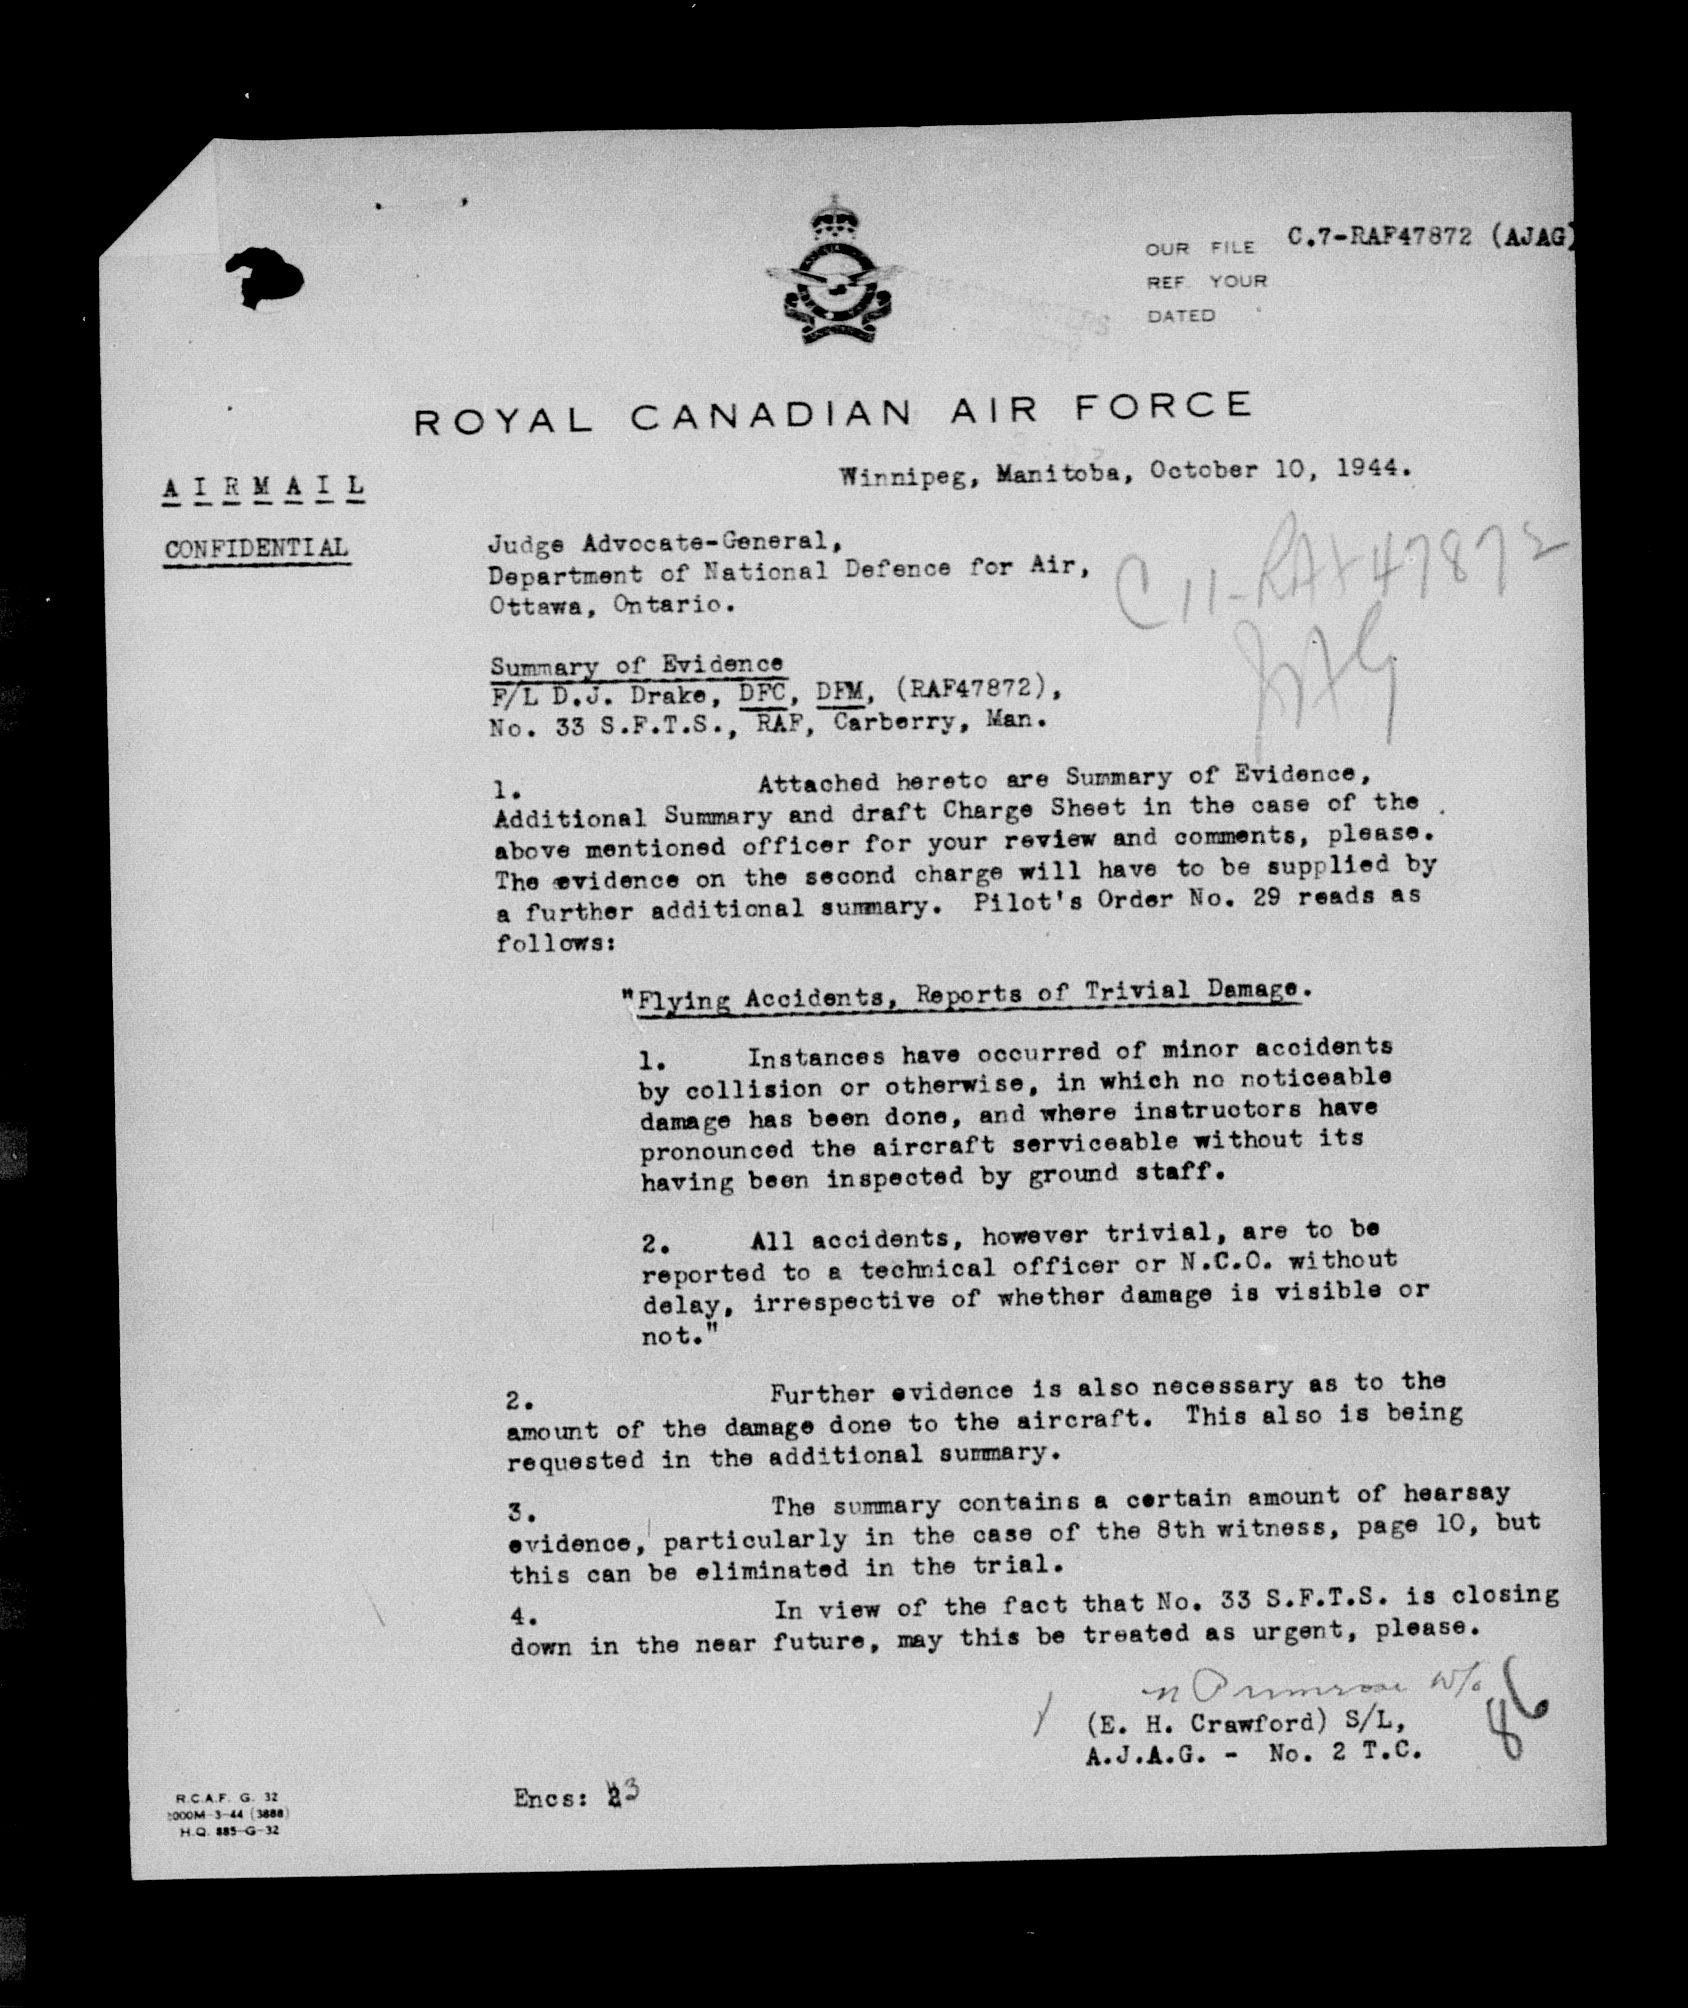 OUR FILE C.7-RAF47872 (AJAG)
REF. YOUR
DATED
ROYAL CANADIAN AIR FORCE
Winnipeg, Manitoba, October 10, 1944.
AIRMAIL
CONFIDENTIAL
Judge Advocate-General,
Department of National Defence for Air,
Ottawa, Ontario.
C 11-RAF47872
JAG
Summary of Evidence
F/L D.J. Drake, DFC, DFM, (RAF47872),
No. 33 S.F.T.S., RAF, Carberry, Man.
1. Attached hereto are Summary of Evidence,
Additional Summary and draft Charge Sheet in the case of the
above mentioned officer for your review and comments, please.
The evidence on the second charge will have to be supplied by
a further additional summary. Pilot's Order No. 29 reads as
follows:
"Flying Accidents, Reports of Trivial Damage.
1. Instances have occurred of minor accidents
by collision or otherwise, in which no noticeable
damage has been done, and where instructors have
pronounced the aircraft serviceable without its
having been inspected by ground staff.
2. All accidents, however trivial, are to be
reported to a technical officer or N.C.O. without
delay, irrespective of whether damage is visible or
not."
2. Further evidence is also necessary as to the
amount of the damage done to the aircraft. This also is being
requested in the additional summary.
3. The summary contains a certain amount of hearsay
evidence, particularly in the case of the 8th witness, page 10, but
this can be eliminated in the trial.
4. In view of the fact that No. 33 S.F.T.S. is closing
down in the near future, may this be treated as urgent, please.
Primrose W/O
(E. H. Crawford) S/L, 86
A.J.A.G. - No. 2 T.C.
Encs: 3
R.C.A.F. G. 32
000M-3-44 (3888)
H.Q. 885-G-32